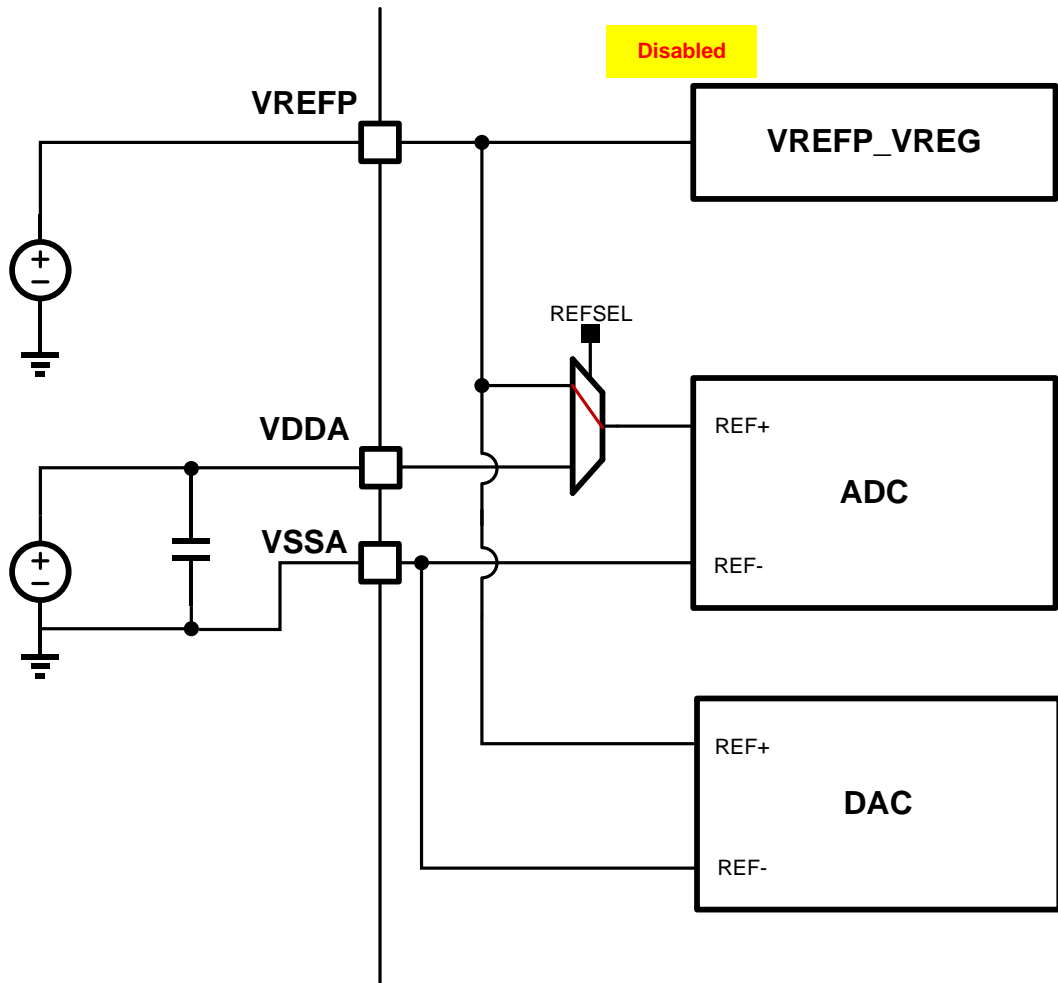 Disabled
VREFP
VREFP_VREG
+
−
REFSEL
VDDA
REF+
ADC
VSSA
+
−
REF-
REF+
DAC
REF-